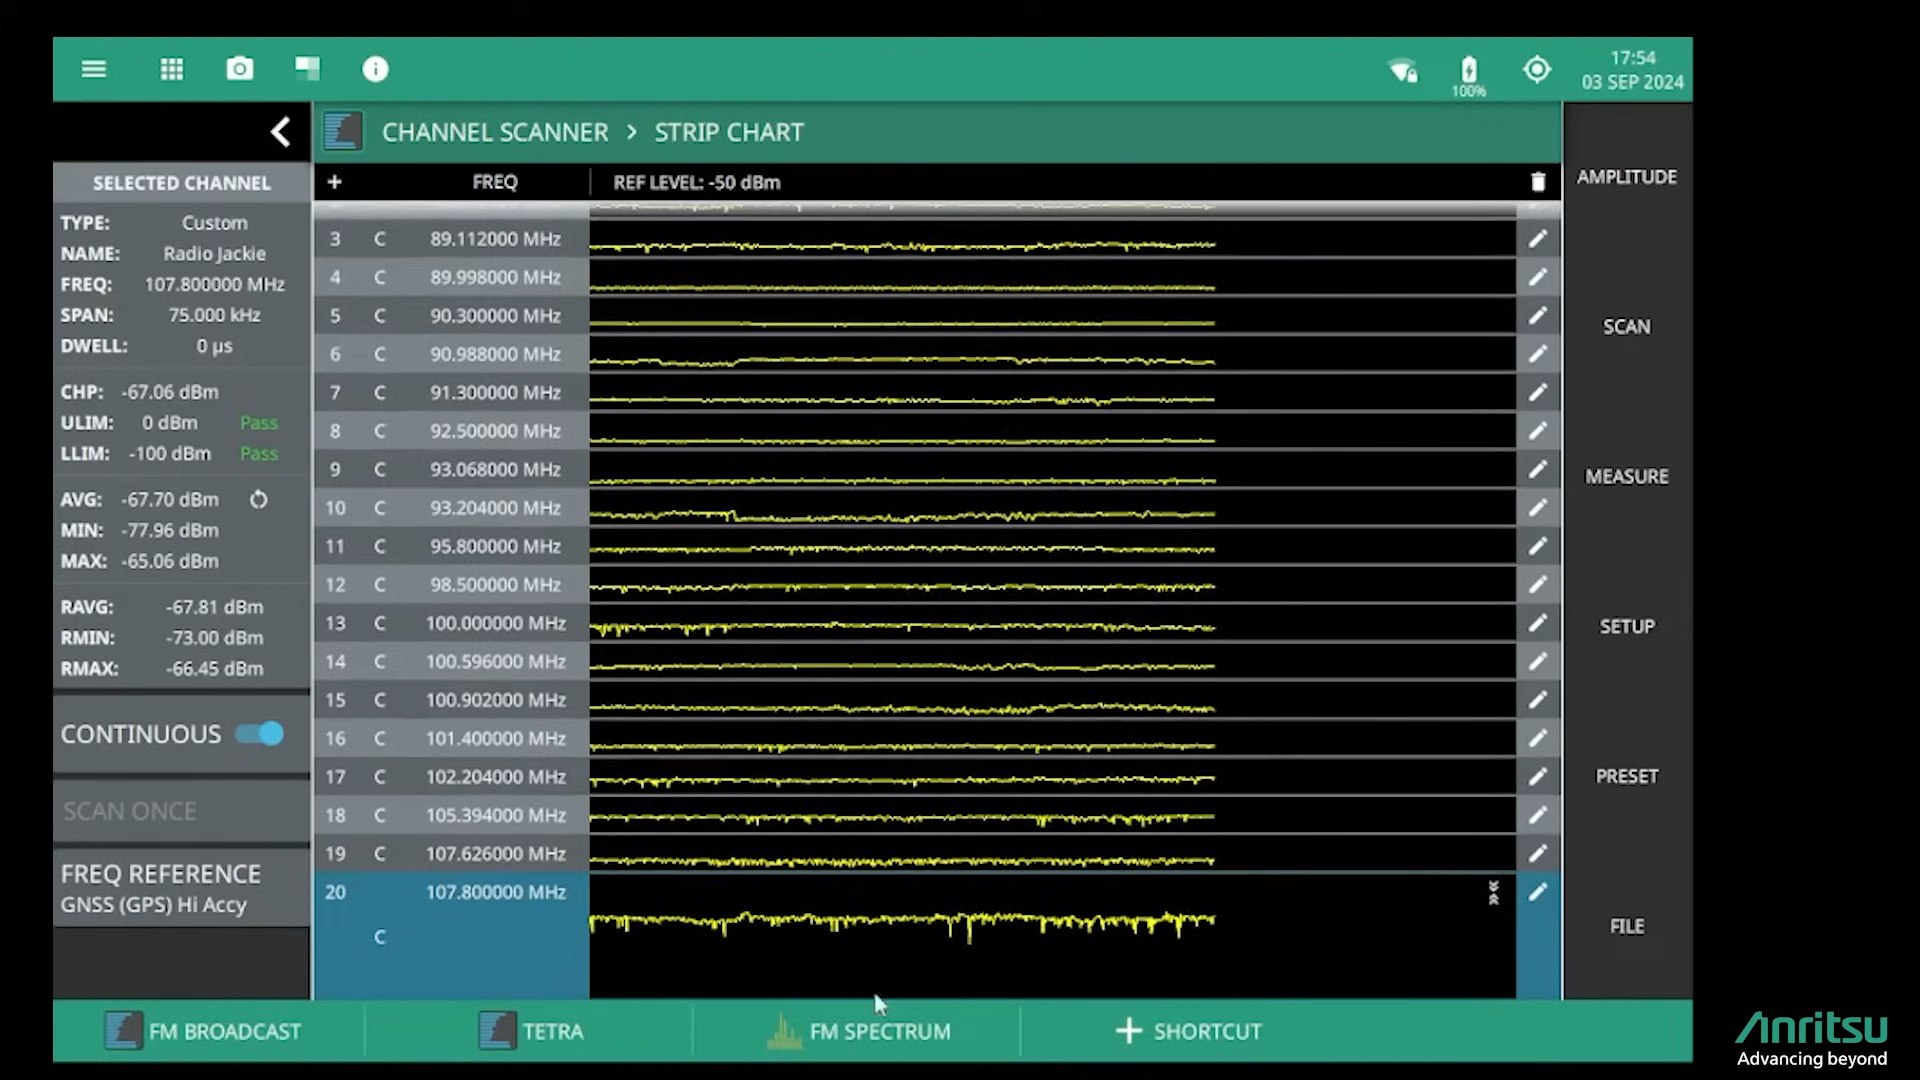 17:54
100%
03 SEP 2024
CHANNEL SCANNER > STRIP CHART
SELECTED CHANNEL
TYPE: Custom
NAME: Radio Jackie
FREQ: 107.800000 MHz
SPAN: 75.000 kHz
DWELL: 0 µs
CHP: -67.06 dBm
ULIM: 0 dBm Pass
LLIM: -100 dBm Pass
AVG: -67.70 dBm
MIN: -77.96 dBm
MAX: -65.06 dBm
RAVG: -67.81 dBm
RMIN: -73.00 dBm
RMAX: -66.45 dBm
CONTINUOUS
SCAN ONCE
FREQ REFERENCE
GNSS (GPS) Hi Accy
+ FREQ REF LEVEL: -50 dBm
3 C 89.112000 MHz
4 C 89.998000 MHz
5 C 90.300000 MHz
6 C 90.988000 MHz
7 C 91.300000 MHz
8 C 92.500000 MHz
9 C 93.068000 MHz
10 C 93.204000 MHz
11 C 95.800000 MHz
12 C 98.500000 MHz
13 C 100.000000 MHz
14 C 100.596000 MHz
15 C 100.902000 MHz
16 C 101.400000 MHz
17 C 102.204000 MHz
18 C 105.394000 MHz
19 C 107.626000 MHz
20 107.800000 MHz
C
AMPLITUDE
SCAN
MEASURE
SETUP
PRESET
FILE
FM BROADCAST
TETRA
FM SPECTRUM
+ SHORTCUT
Anritsu
Advancing beyond